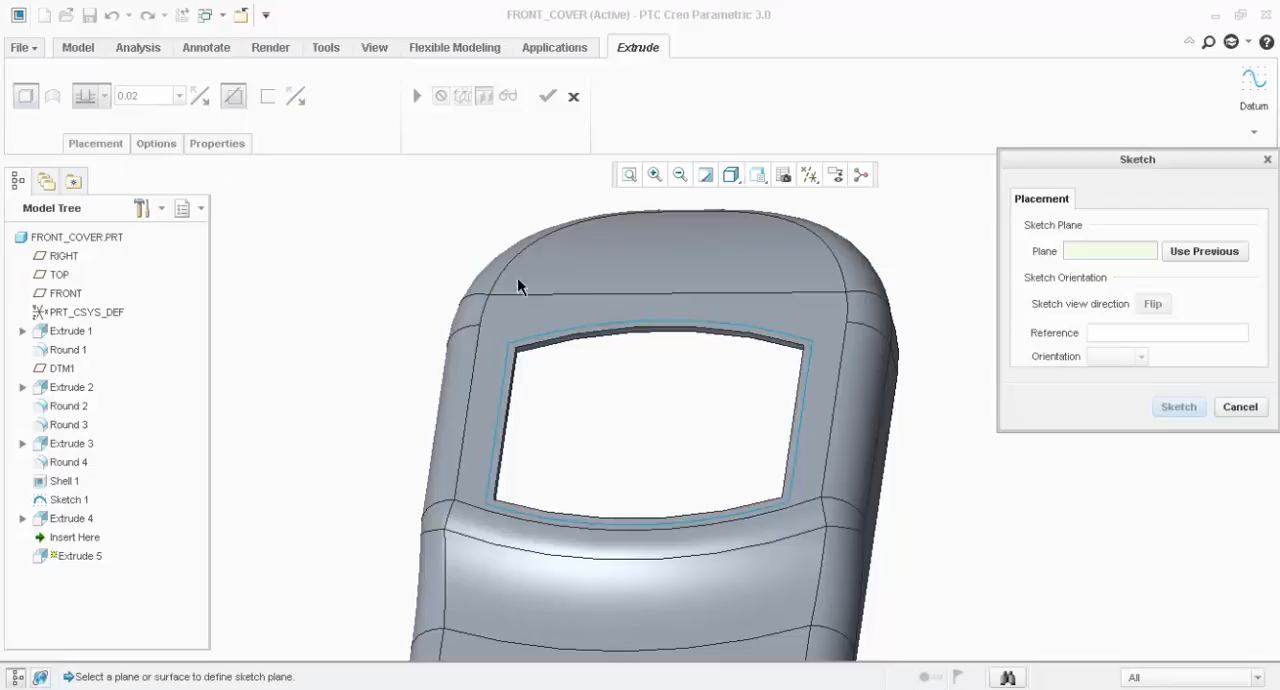 FRONT_COVER (Active) - PTC Creo Parametric 3.0
File Model Analysis Annotate Render Tools View Flexible Modeling Applications Extrude
0.02
Datum
Placement Options Properties
Sketch
Placement
Sketch Plane
Plane Use Previous
Sketch Orientation
Sketch view direction Flip
Reference
Orientation
Sketch Cancel
Model Tree
FRONT_COVER.PRT
RIGHT
TOP
FRONT
PRT_CSYS_DEF
Extrude 1
Round 1
DTM1
Extrude 2
Round 2
Round 3
Extrude 3
Round 4
Shell 1
Sketch 1
Extrude 4
Insert Here
Extrude 5
Select a plane or surface to define sketch plane.
All